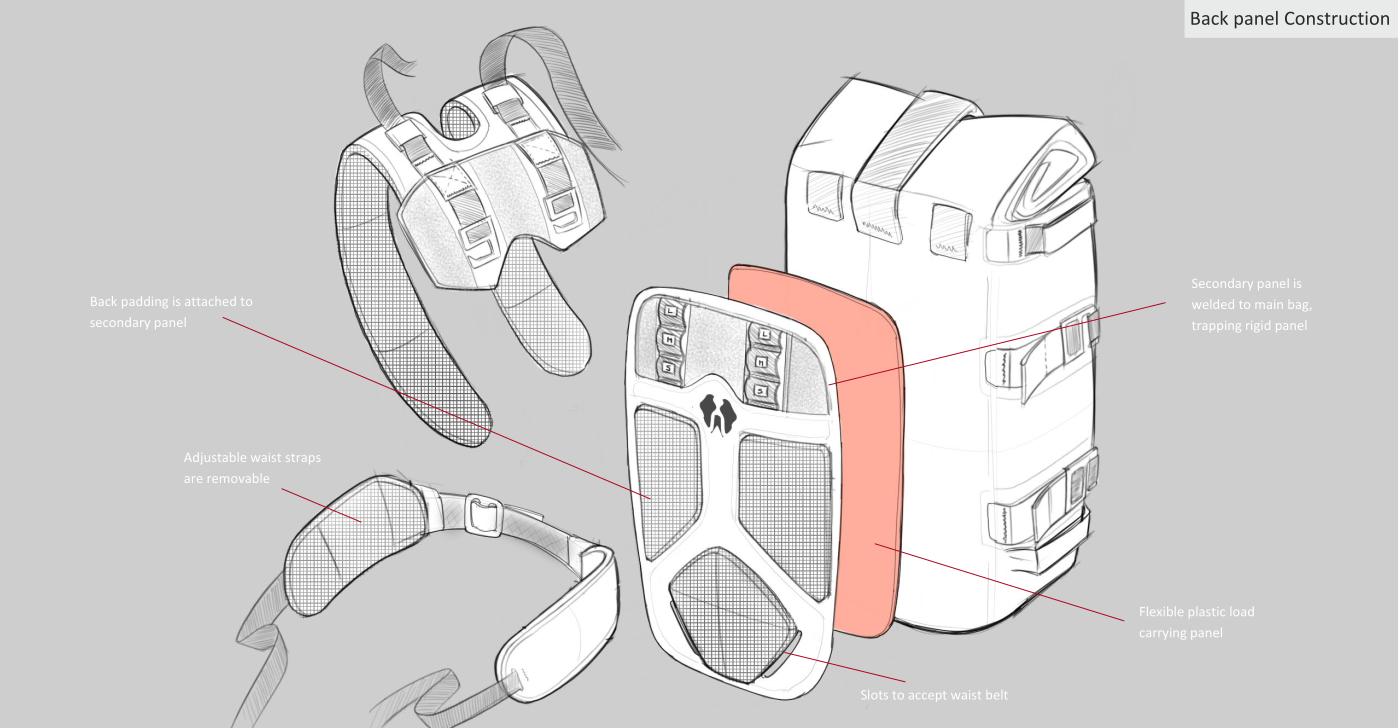 Back panel Construction
Back padding is attached to
secondary panel
Secondary panel is
welded to main bag,
trapping rigid panel
L
M
S
L
M
S
Adjustable waist straps
are removable
Flexible plastic load
carrying panel
Slots to accept waist belt